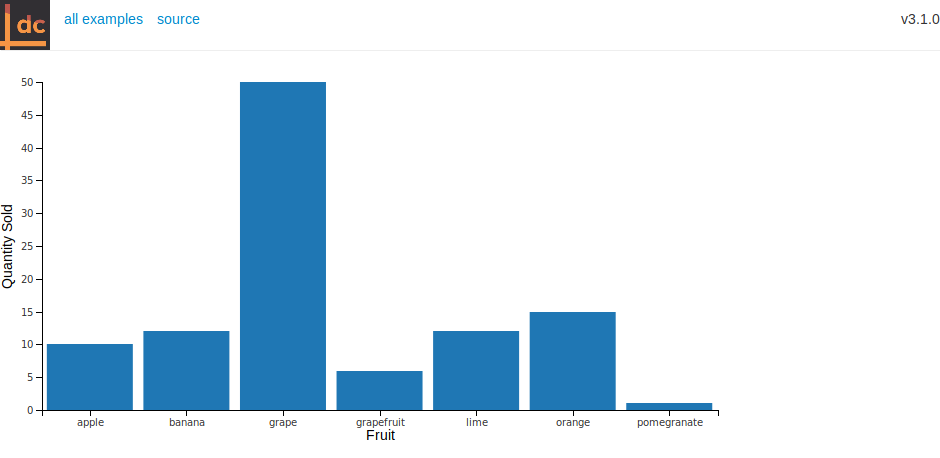 dc all examples source v3.1.0
50
45
40
35
30
25
20
15
10
5
0
Quantity Sold
apple banana grape grapefruit lime orange pomegranate
Fruit